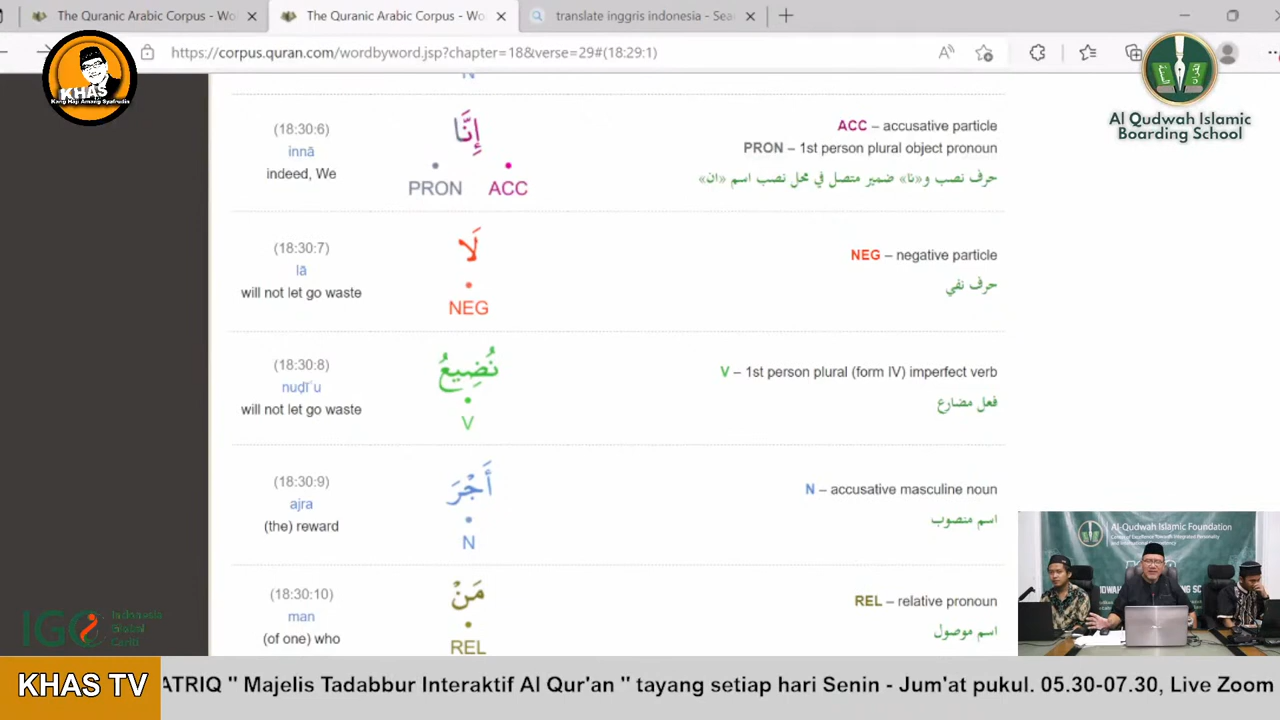 The Quranic Arabic Corpus - Wo
The Quranic Arabic Corpus - Wo
translate inggris indonesia - Sea
https://corpus.quran.com/wordbyword.jsp?chapter=18&verse=29#(18:29:1)
KHAS
Kang Haji Amang Syafrudin
Al Qudwah Islamic
Boarding School
N
(18:30:6)
innā
indeed, We
إِنَّا
PRON
ACC
ACC – accusative particle
PRON – 1st person plural object pronoun
حرف نصب و«نا» ضمير متصل في محل نصب اسم «ان»
(18:30:7)
lā
will not let go waste
لَا
NEG
NEG – negative particle
حرف نفي
(18:30:8)
nuḍīʿu
will not let go waste
نُضِيعُ
V
V – 1st person plural (form IV) imperfect verb
فعل مضارع
(18:30:9)
ajra
(the) reward
أَجْرَ
N
N – accusative masculine noun
اسم منصوب
(18:30:10)
man
(of one) who
مَنْ
REL
REL – relative pronoun
اسم موصول
Al-Qudwah Islamic Foundation
IGC
Indonesia
Global
KHAS TV
ATRIQ " Majelis Tadabbur Interaktif Al Qur'an " tayang setiap hari Senin - Jum'at pukul. 05.30-07.30, Live Zoom